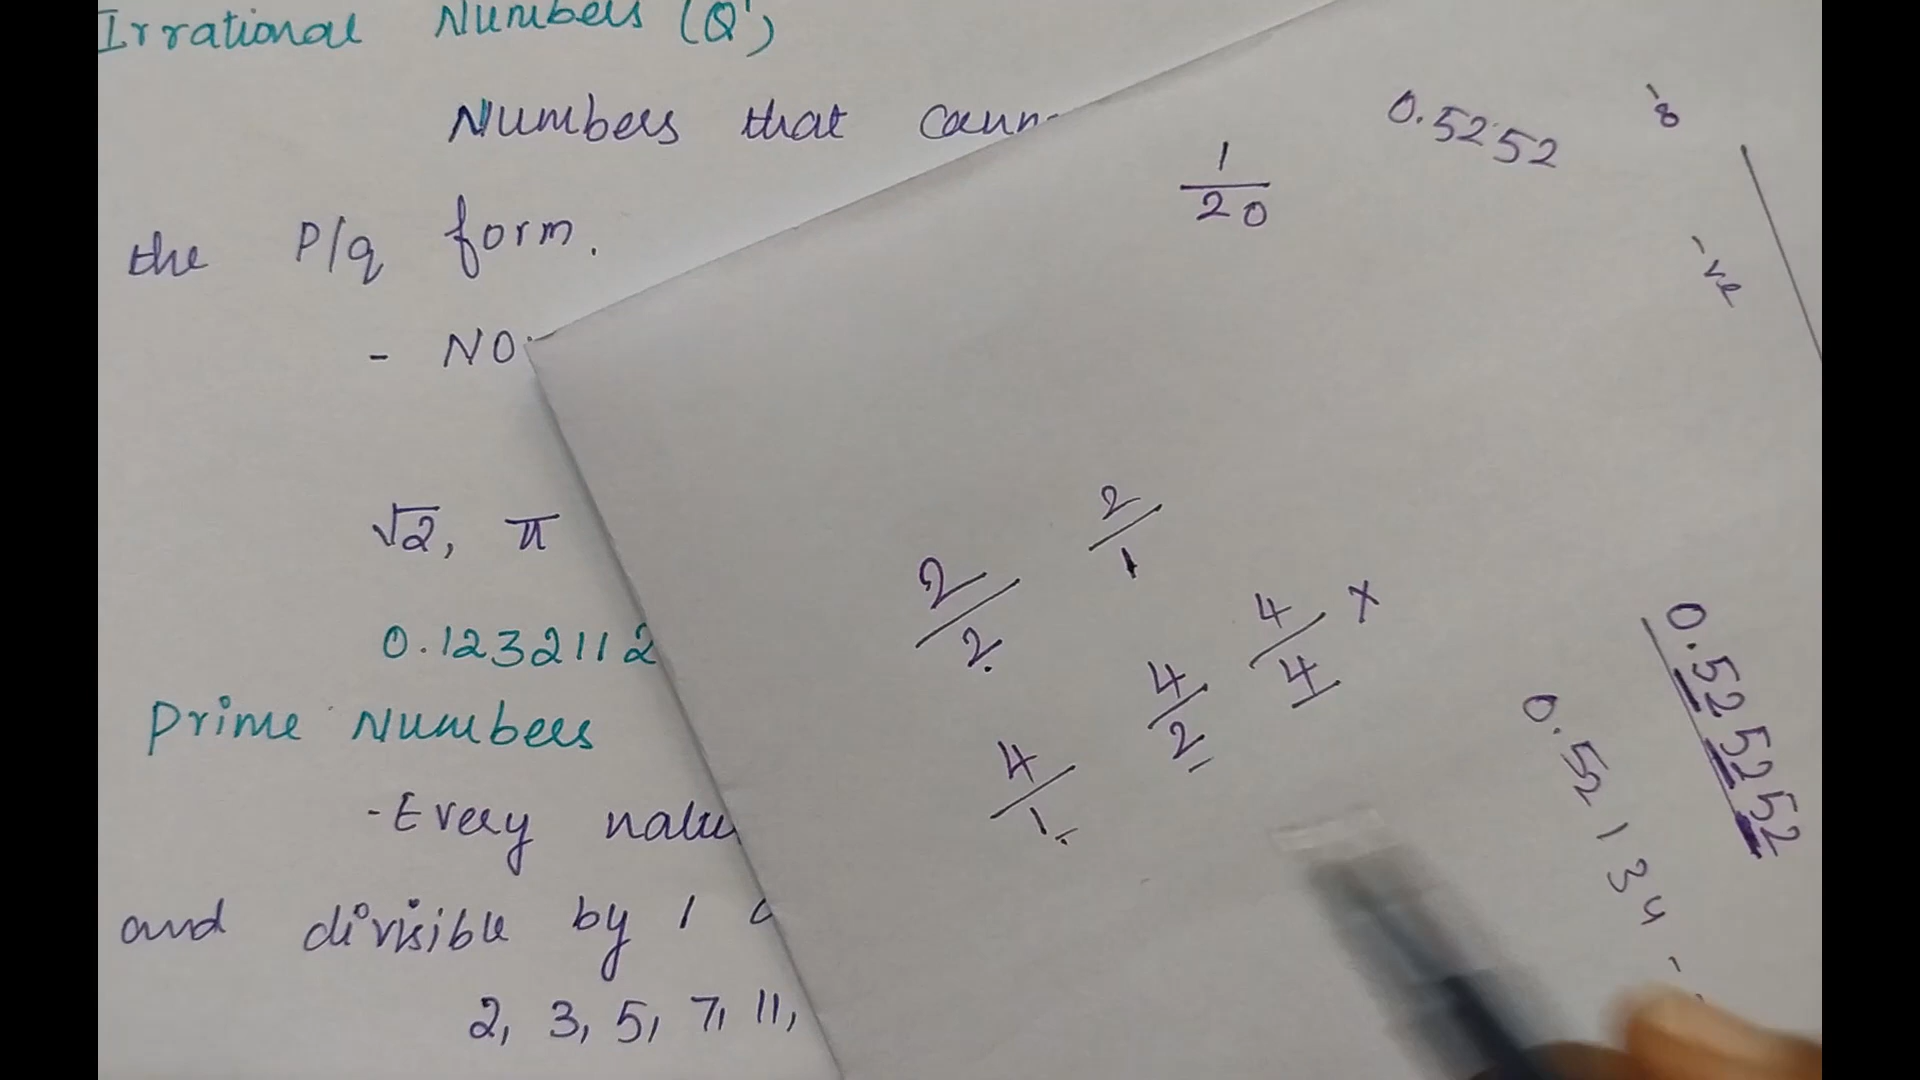 Irrational Numbers (Q')
Numbers that
the P/q form.
- NO
√2, π
0.1232112
Prime Numbers
- Every
and divisible by 1
2, 3, 5, 7, 11,
1/20
0.5252
-ve
2/2
2/1
4/1
4/2
4/4 x
0.525252
0.52134